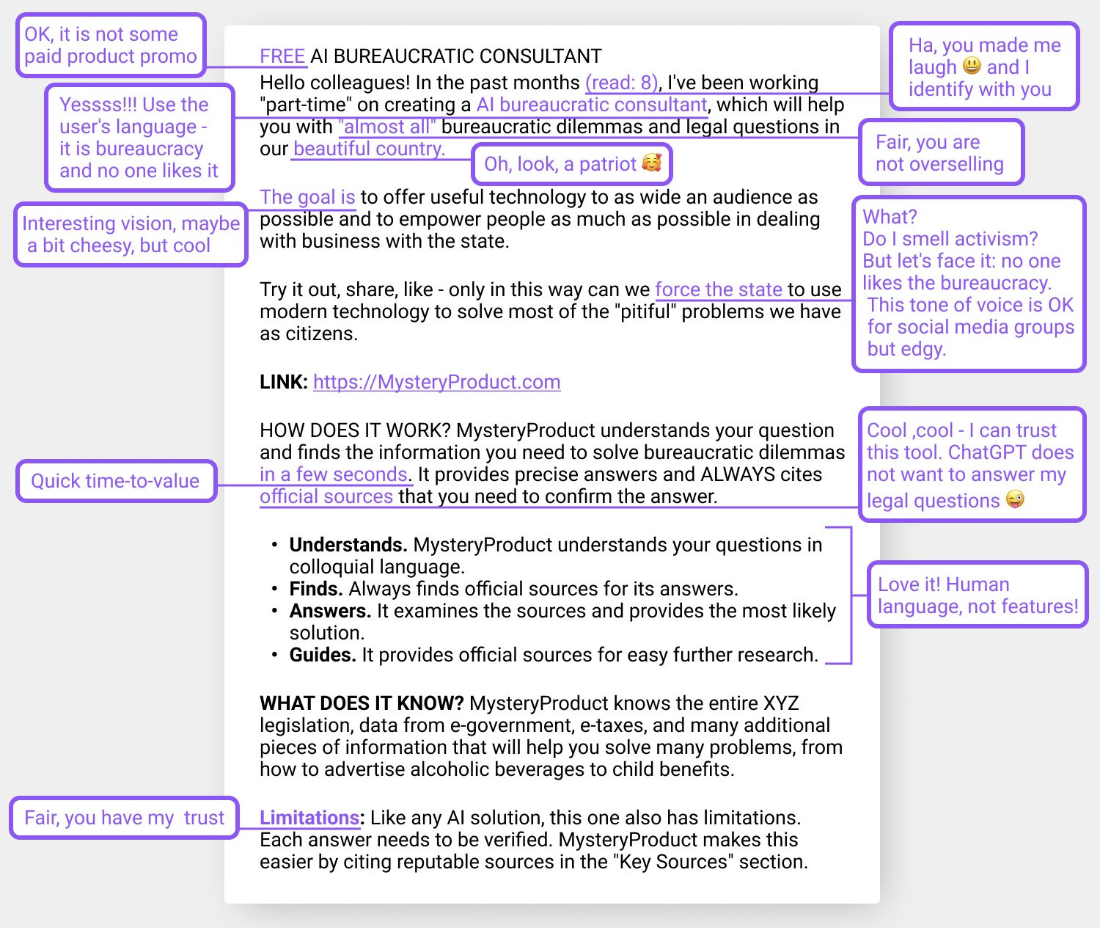 OK, it is not some
paid product promo
FREE AI BUREAUCRATIC CONSULTANT
Hello colleagues! In the past months (read: 8), I've been working
"part-time" on creating a AI bureaucratic consultant, which will help
you with "almost all" bureaucratic dilemmas and legal questions in
our beautiful country.
Ha, you made me
laugh 😃 and I
identify with you
Yessss!!! Use the
user's language -
it is bureaucracy
and no one likes it
Fair, you are
not overselling
Oh, look, a patriot 🥰
The goal is to offer useful technology to as wide an audience as
possible and to empower people as much as possible in dealing
with business with the state.
Interesting vision, maybe
a bit cheesy, but cool
What?
Do I smell activism?
But let's face it: no one
likes the bureaucracy.
This tone of voice is OK
for social media groups
but edgy.
Try it out, share, like - only in this way can we force the state to use
modern technology to solve most of the "pitiful" problems we have
as citizens.
LINK: https://MysteryProduct.com
HOW DOES IT WORK? MysteryProduct understands your question
and finds the information you need to solve bureaucratic dilemmas
in a few seconds. It provides precise answers and ALWAYS cites
official sources that you need to confirm the answer.
Quick time-to-value
Cool ,cool - I can trust
this tool. ChatGPT does
not want to answer my
legal questions 😜
• Understands. MysteryProduct understands your questions in
colloquial language.
• Finds. Always finds official sources for its answers.
• Answers. It examines the sources and provides the most likely
solution.
• Guides. It provides official sources for easy further research.
Love it! Human
language, not features!
WHAT DOES IT KNOW? MysteryProduct knows the entire XYZ
legislation, data from e-government, e-taxes, and many additional
pieces of information that will help you solve many problems, from
how to advertise alcoholic beverages to child benefits.
Fair, you have my trust
Limitations: Like any AI solution, this one also has limitations.
Each answer needs to be verified. MysteryProduct makes this
easier by citing reputable sources in the "Key Sources" section.